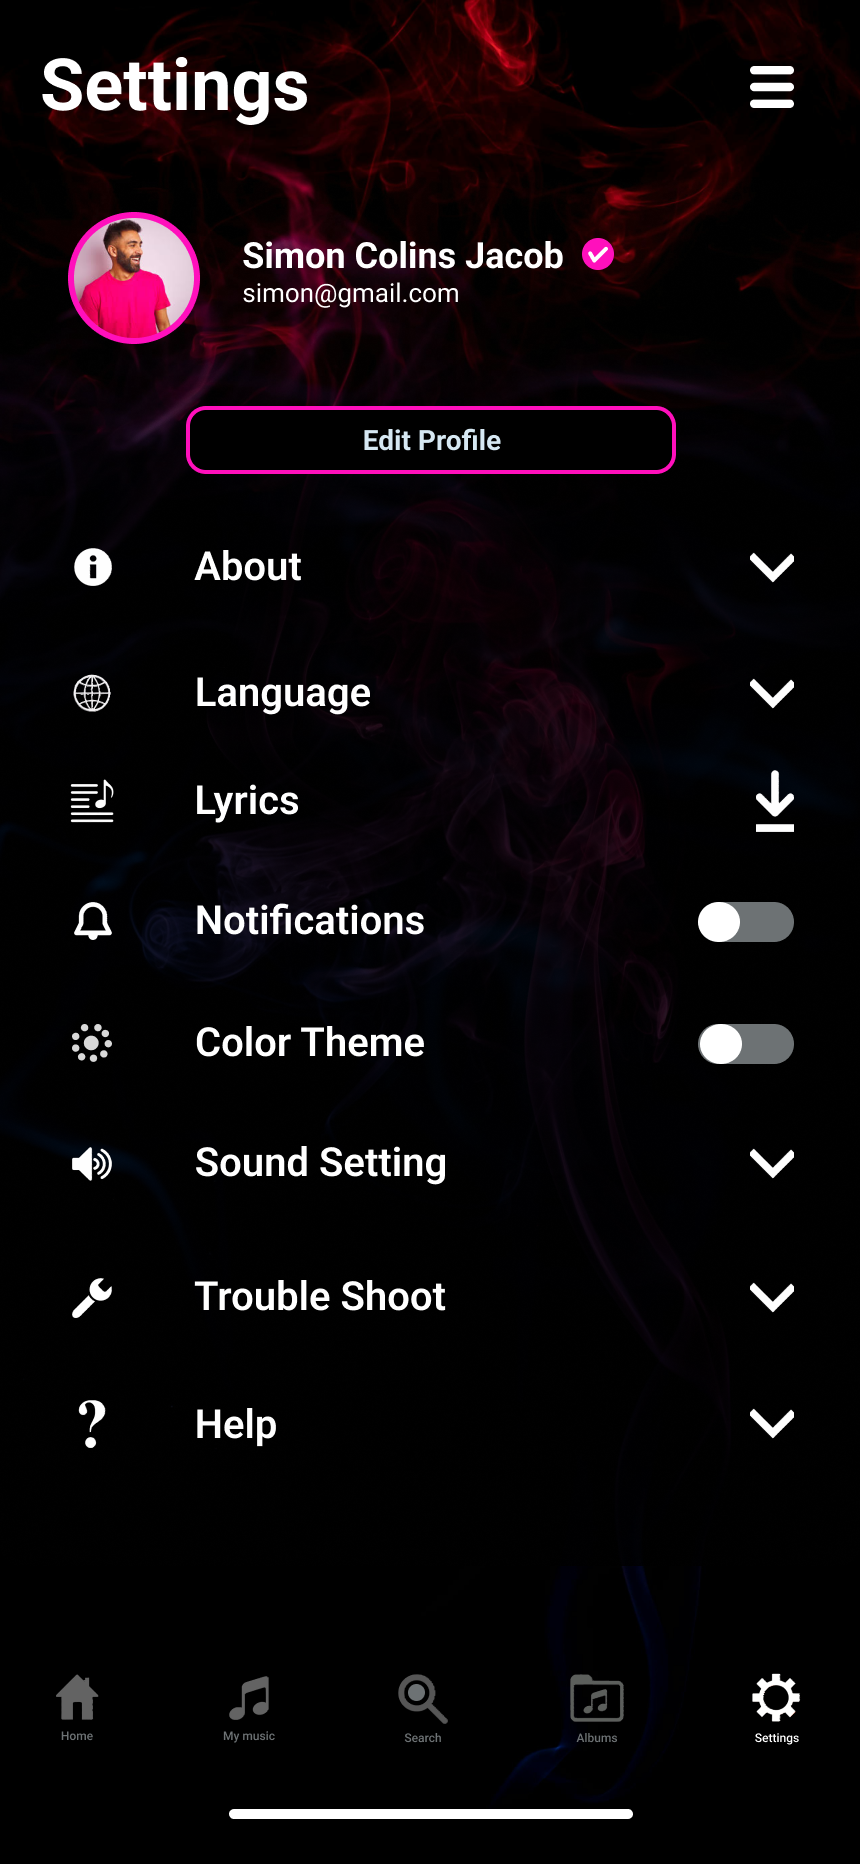 Settings
Simon Colins Jacob
simon@gmail.com
Edit Profile
About
Language
Lyrics
Notifications
Color Theme
Sound Setting
Trouble Shoot
Help
Home
My music
Search
Albums
Settings